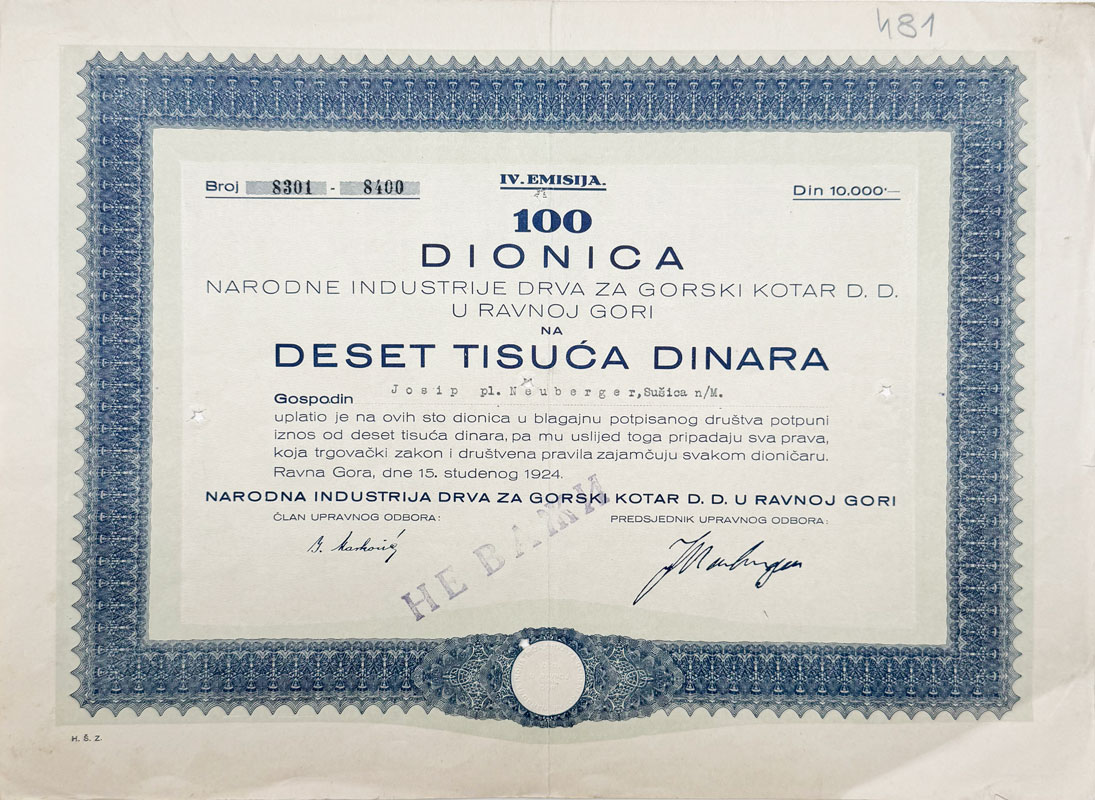 481
Broj 8301 - 8400
IV. EMISIJA.
Din 10.000·—
100
DIONICA
NARODNE INDUSTRIJE DRVA ZA GORSKI KOTAR D. D.
U RAVNOJ GORI
NA
DESET TISUĆA DINARA
Gospodin Josip pl. Neuberger, Sušica n/M.
uplatio je na ovih sto dionica u blagajnu potpisanog društva potpuni
iznos od deset tisuća dinara, pa mu uslijed toga pripadaju sva prava,
koja trgovački zakon i društvena pravila zajamčuju svakom dioničaru.
Ravna Gora, dne 15. studenog 1924.
NARODNA INDUSTRIJA DRVA ZA GORSKI KOTAR D. D. U RAVNOJ GORI
ČLAN UPRAVNOG ODBORA:
PREDSJEDNIK UPRAVNOG ODBORA:
НЕ ВАЖИ
H. Š. Z.